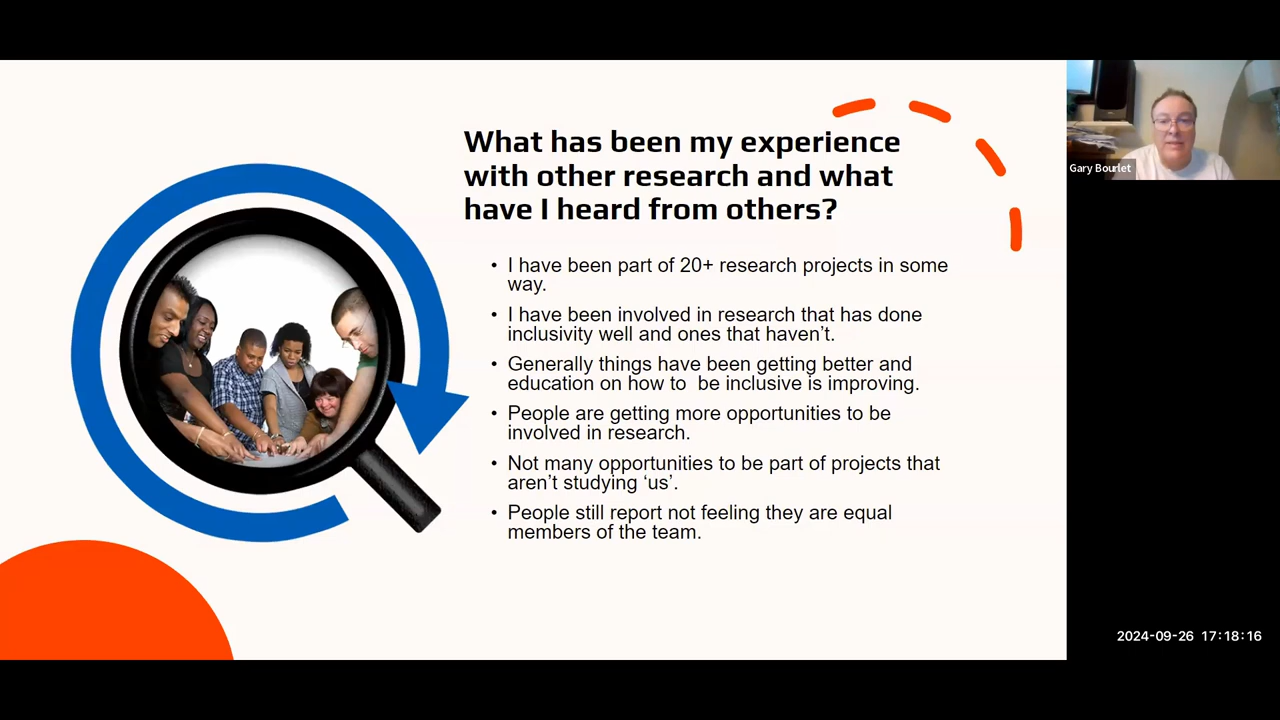 What has been my experience
with other research and what
have I heard from others?
• I have been part of 20+ research projects in some
way.
• I have been involved in research that has done
inclusivity well and ones that haven't.
• Generally things have been getting better and
education on how to  be inclusive is improving.
• People are getting more opportunities to be
involved in research.
• Not many opportunities to be part of projects that
aren't studying 'us'.
• People still report not feeling they are equal
members of the team.
Gary Bourlet
2024-09-26 17:18:16